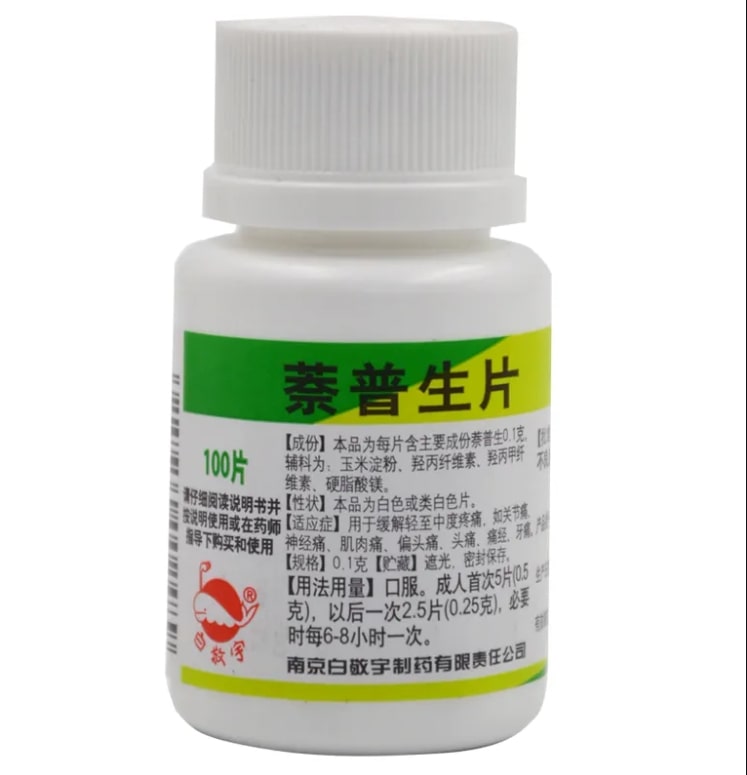 萘普生片
100片
请仔细阅读说明书并
按说明使用或在药师
指导下购买和使用
®
白敬宇
【成份】本品为每片含主要成份萘普生0.1克。
辅料为：玉米淀粉、羟丙纤维素、羟丙甲纤
维素、硬脂酸镁。
【性状】本品为白色或类白色片。
【适应症】用于缓解轻至中度疼痛，如关节痛、
神经痛、肌肉痛、偏头痛、头痛、痛经、牙痛。
【规格】0.1克【贮藏】遮光，密封保存。
【用法用量】口服。成人首次5片(0.5
克)，以后一次2.5片(0.25克)，必要
时每6-8小时一次。
南京白敬宇制药有限责任公司